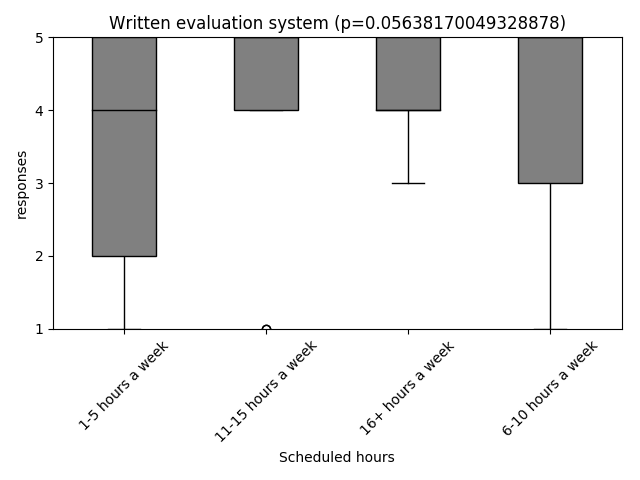 Written evaluation system (p=0.05638170049328878)
responses
5
4
3
2
1
1-5 hours a week
11-15 hours a week
16+ hours a week
6-10 hours a week
Scheduled hours